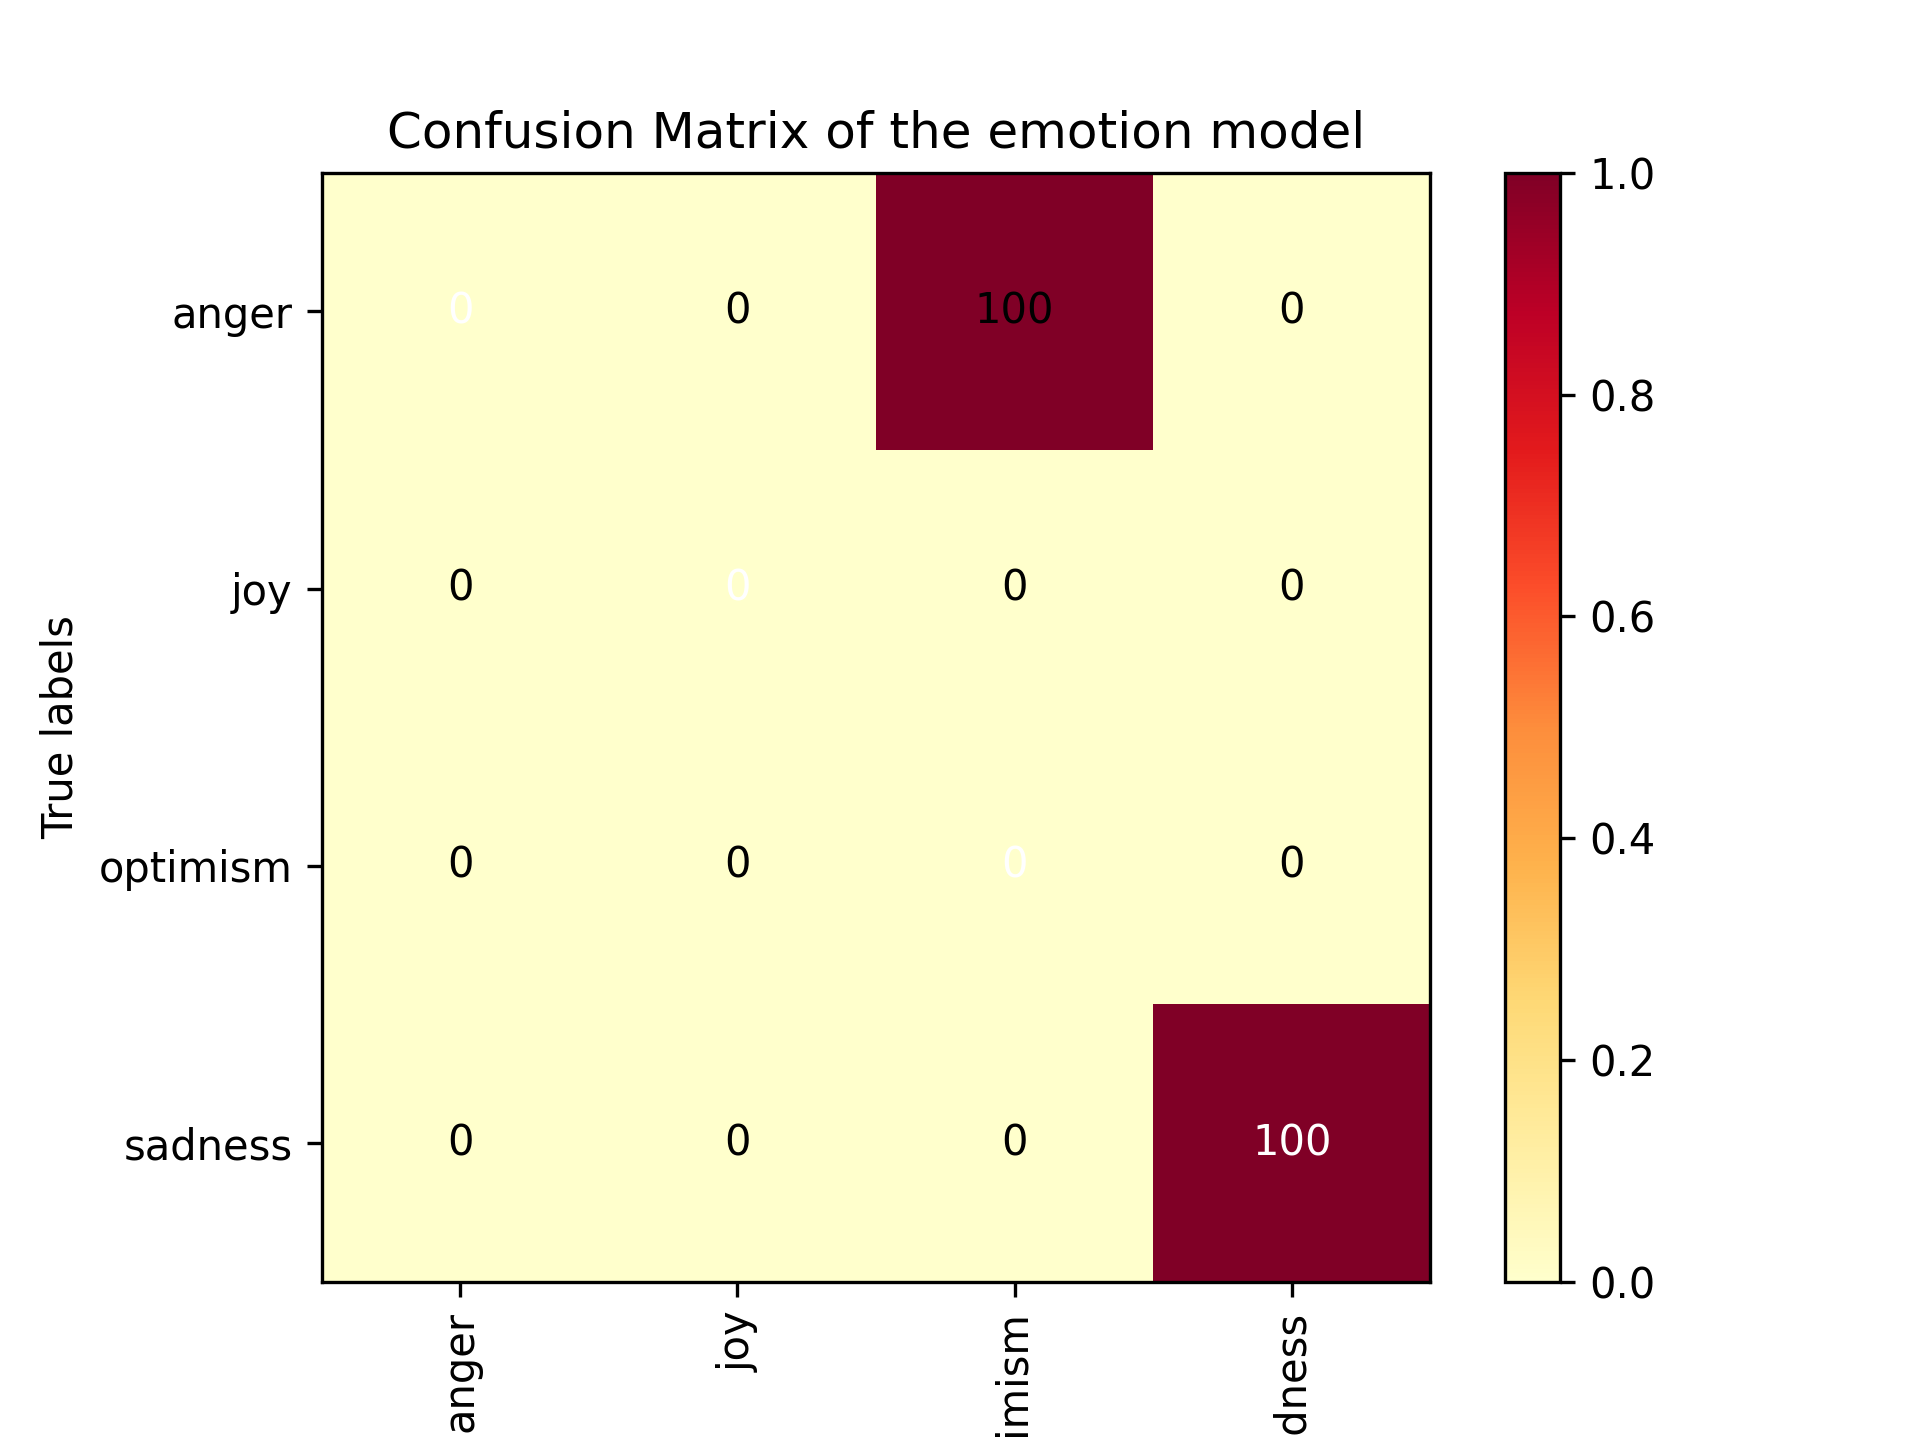 Confusion Matrix of the emotion model
1.0
0.8
0.6
0.4
0.2
0.0
True labels
anger 0 0 100 0
joy 0 0 0 0
optimism 0 0 0 0
sadness 0 0 0 100
anger joy imism dness